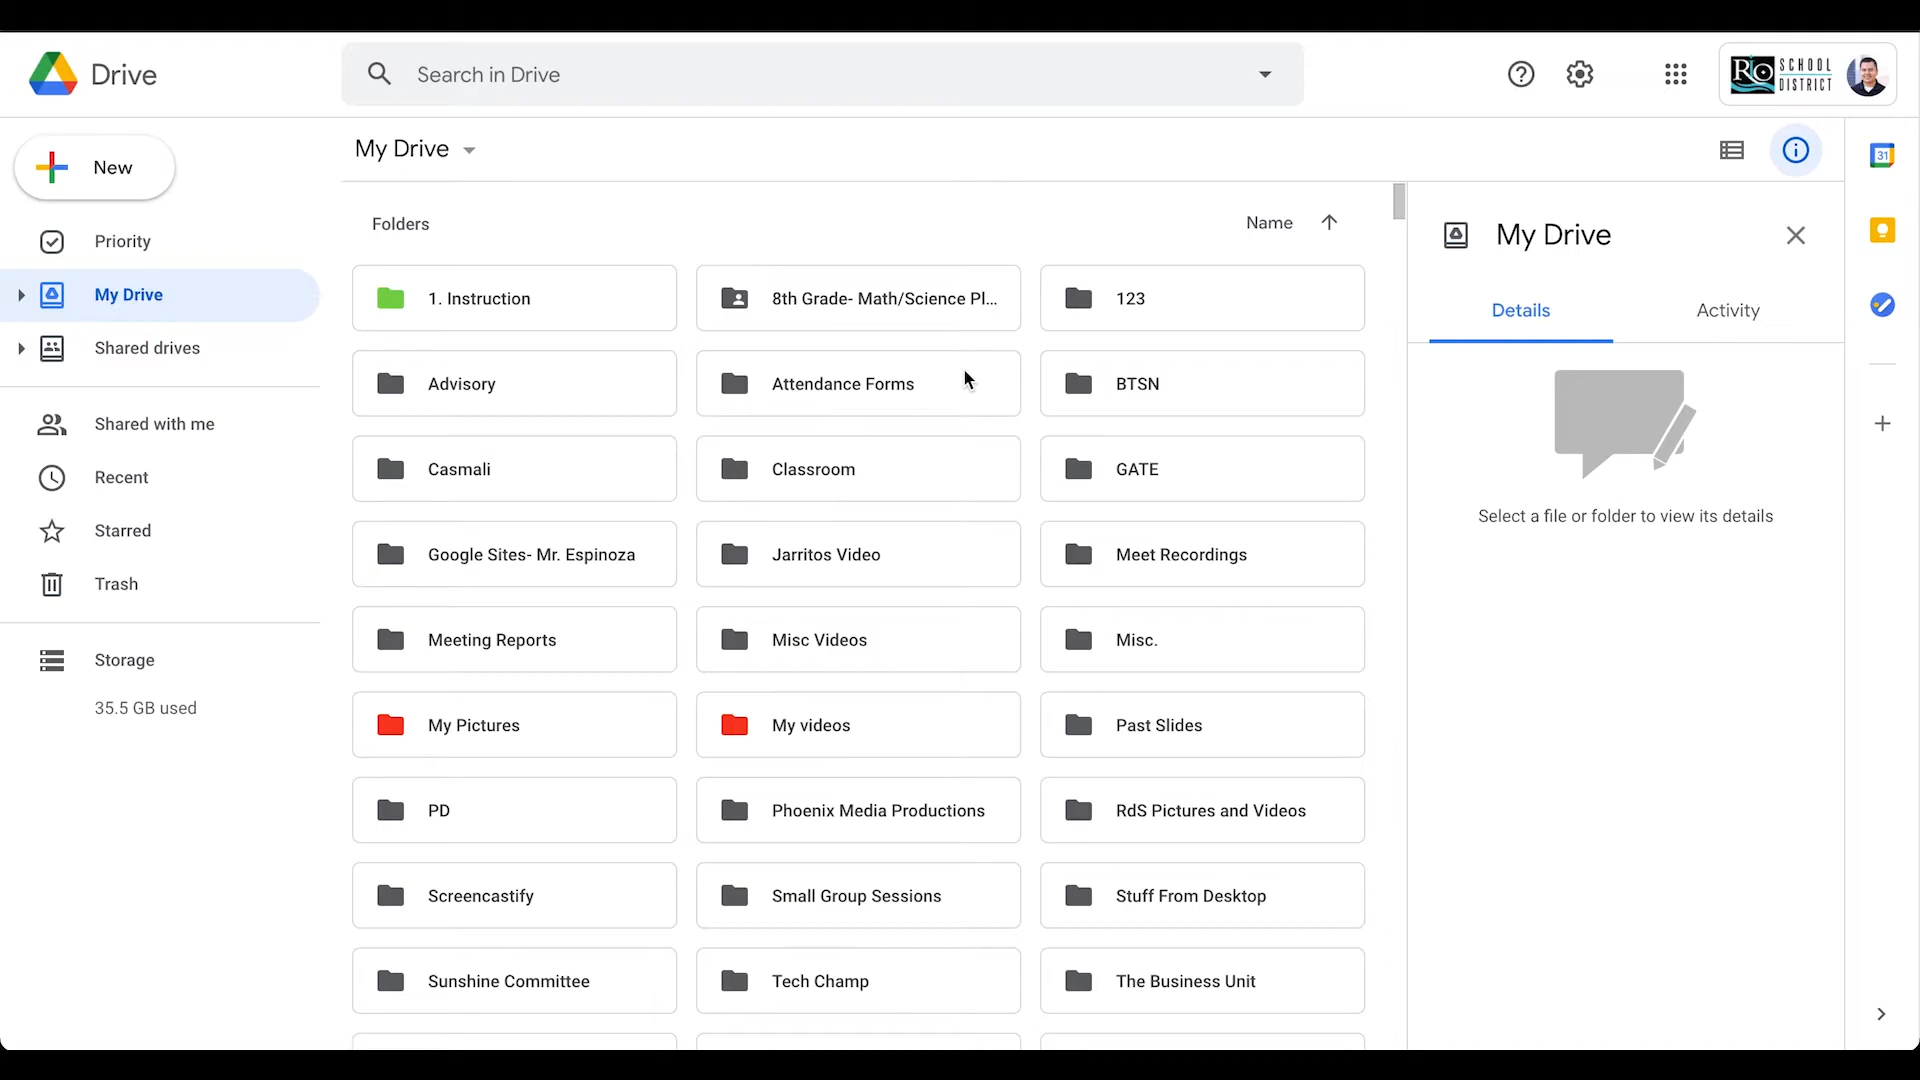 Drive
Search in Drive
Rio
SCHOOL
DISTRICT
New
My Drive
Priority
My Drive
Shared drives
Shared with me
Recent
Starred
Trash
Storage
35.5 GB used
Folders
Name
1. Instruction
8th Grade- Math/Science Pl...
123
Advisory
Attendance Forms
BTSN
Casmali
Classroom
GATE
Google Sites- Mr. Espinoza
Jarritos Video
Meet Recordings
Meeting Reports
Misc Videos
Misc.
My Pictures
My videos
Past Slides
PD
Phoenix Media Productions
RdS Pictures and Videos
Screencastify
Small Group Sessions
Stuff From Desktop
Sunshine Committee
Tech Champ
The Business Unit
My Drive
Details
Activity
Select a file or folder to view its details
31